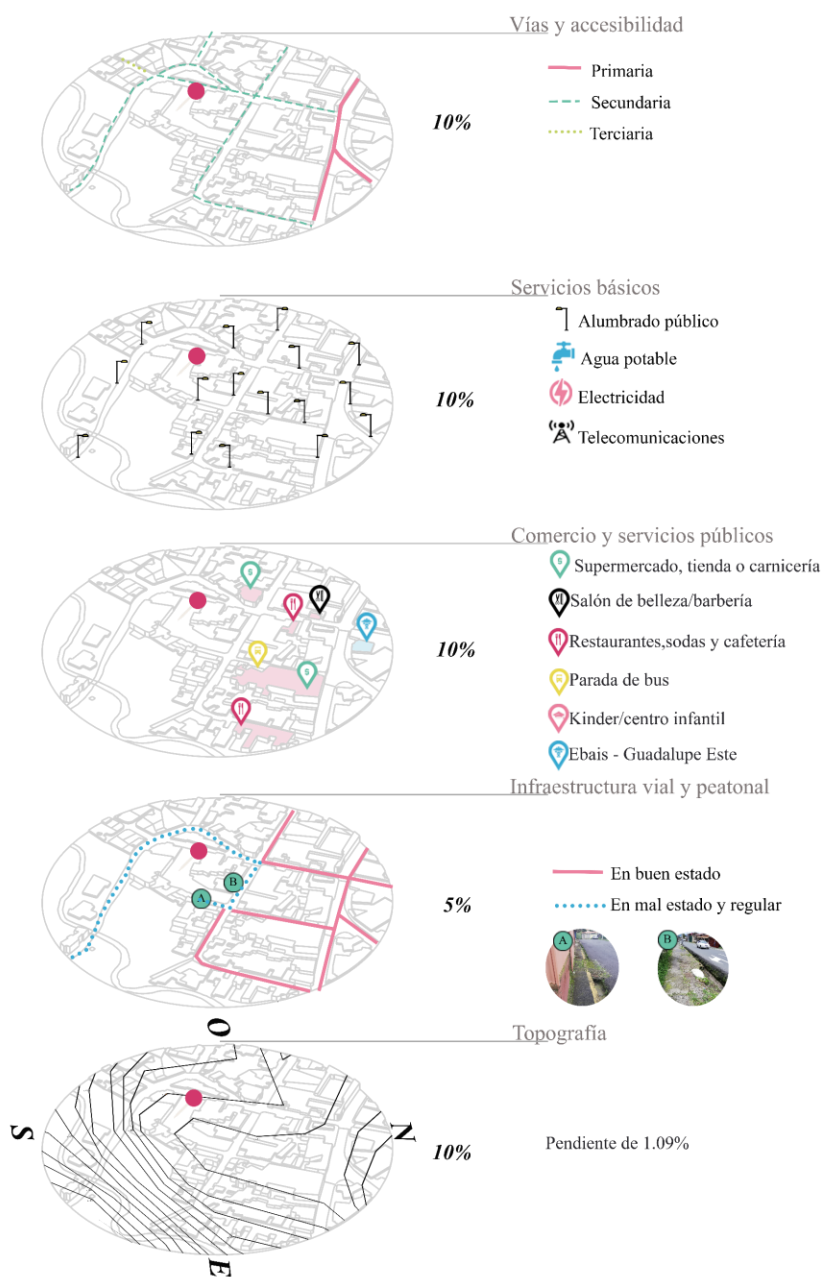 Vías y accesibilidad
Primaria
Secundaria
Terciaria
10%
Servicios básicos
Alumbrado público
Agua potable
Electricidad
Telecomunicaciones
10%
Comercio y servicios públicos
Supermercado, tienda o carnicería
Salón de belleza/barbería
Restaurantes,sodas y cafetería
Parada de bus
Kínder/centro infantil
Ebais - Guadalupe Este
10%
$
$
Infraestructura vial y peatonal
En buen estado
En mal estado y regular
5%
A
B
A
B
Topografía
O
S
N
E
10%
Pendiente de 1.09%